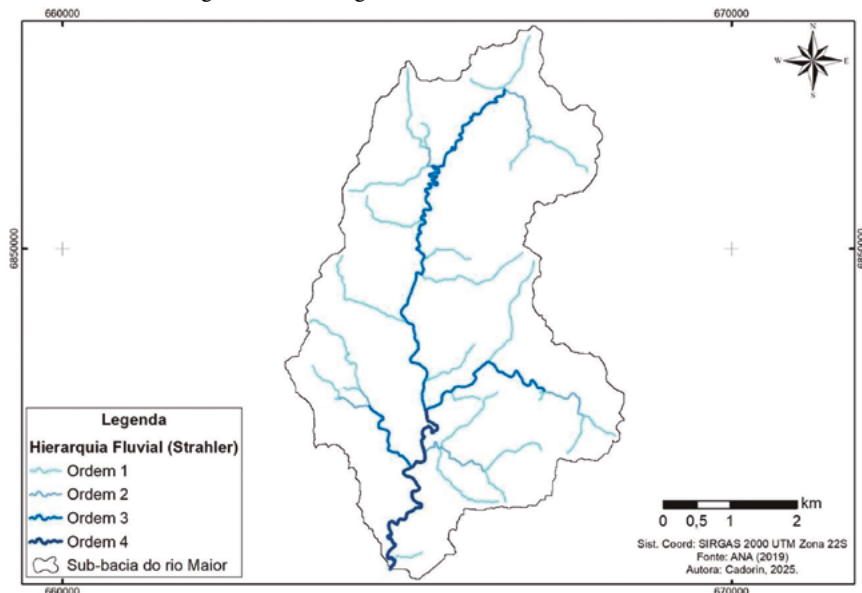 660000 670000
N
W E
S
6850000 6850000
Legenda
Hierarquia Fluvial (Strahler)
Ordem 1
Ordem 2
Ordem 3
Ordem 4
Sub-bacia do rio Maior
km
0 0,5 1 2
Sist. Coord: SIRGAS 2000 UTM Zona 22S
Fonte: ANA (2019)
Autora: Cadorin, 2025.
660000 670000